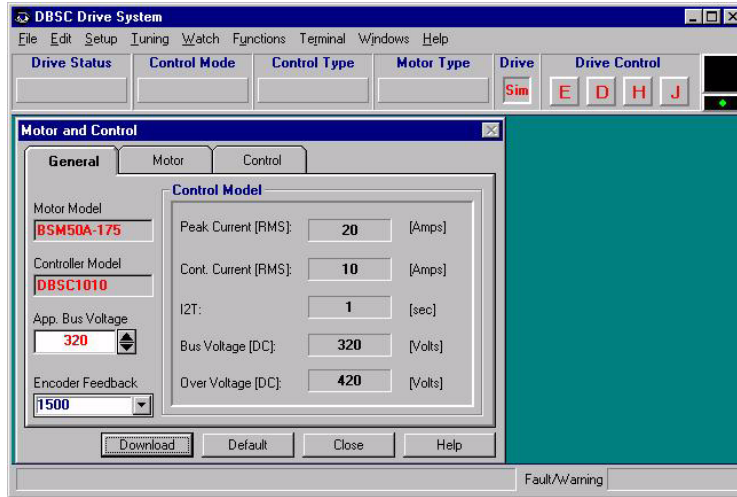 DBSC Drive System
File Edit Setup Tuning Watch Functions Terminal Windows Help
Drive Status Control Mode Control Type Motor Type Drive Drive Control
Sim E D H J
Motor and Control
General Motor Control
Control Model
Motor Model
BSM50A-175
Peak Current [RMS]: 20 [Amps]
Controller Model
DBSC1010
Cont. Current [RMS]: 10 [Amps]
App. Bus Voltage
320
I2T: 1 [sec]
Bus Voltage [DC]: 320 [Volts]
Encoder Feedback
1500
Over Voltage [DC]: 420 [Volts]
Download Default Close Help
Fault/Warning